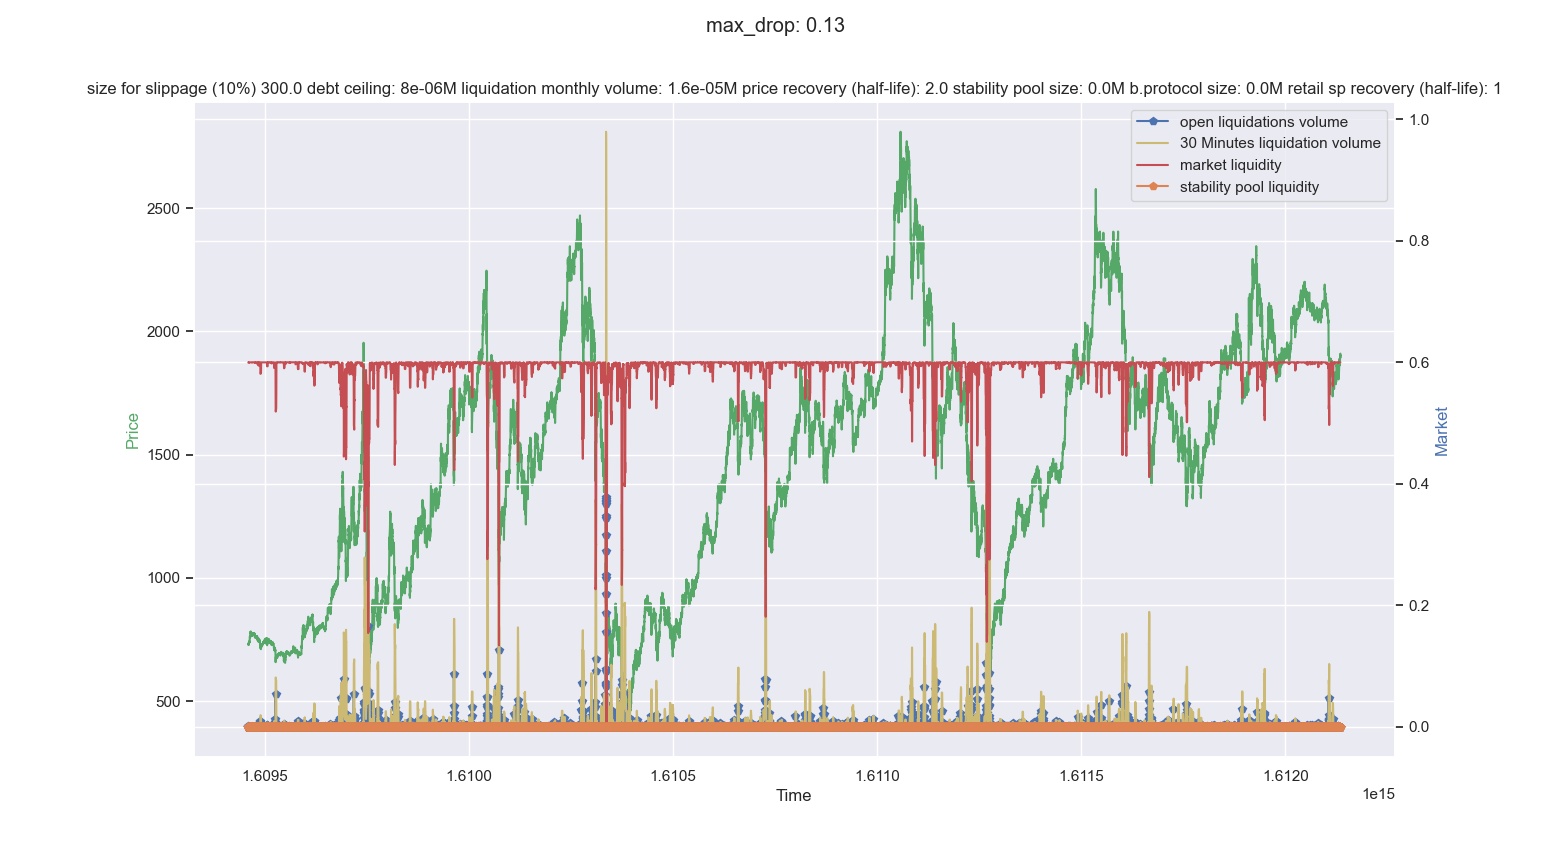 max_drop: 0.13
size for slippage (10%) 300.0 debt ceiling: 8e-06M liquidation monthly volume: 1.6e-05M price recovery (half-life): 2.0 stability pool size: 0.0M b.protocol size: 0.0M retail sp recovery (half-life): 1
open liquidations volume
30 Minutes liquidation volume
market liquidity
stability pool liquidity
Price
2500
2000
1500
1000
500
1.0
0.8
0.6
0.4
0.2
0.0
Market
1.6095
1.6100
1.6105
1.6110
1.6115
1.6120
Time
1e15